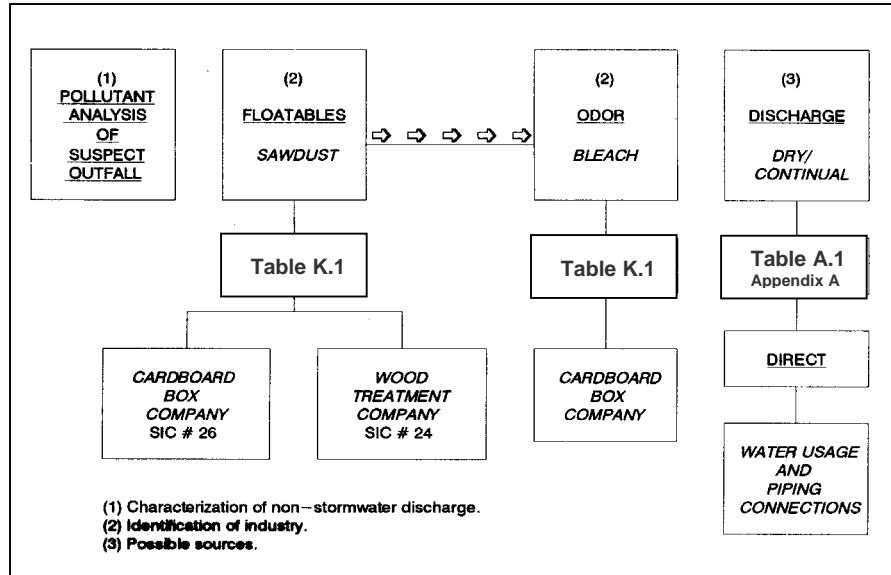 (1)
POLLUTANT
ANALYSIS
OF
SUSPECT
OUTFALL
(2)
FLOATABLES
SAWDUST
(2)
ODOR
BLEACH
(3)
DISCHARGE
DRY/
CONTINUAL
Table K.1
Table K.1
Table A.1
Appendix A
CARDBOARD
BOX
COMPANY
SIC # 26
WOOD
TREATMENT
COMPANY
SIC # 24
CARDBOARD
BOX
COMPANY
DIRECT
WATER USAGE
AND
PIPING
CONNECTIONS
(1) Characterization of non-stormwater discharge.
(2) Identification of industry.
(3) Possible sources.